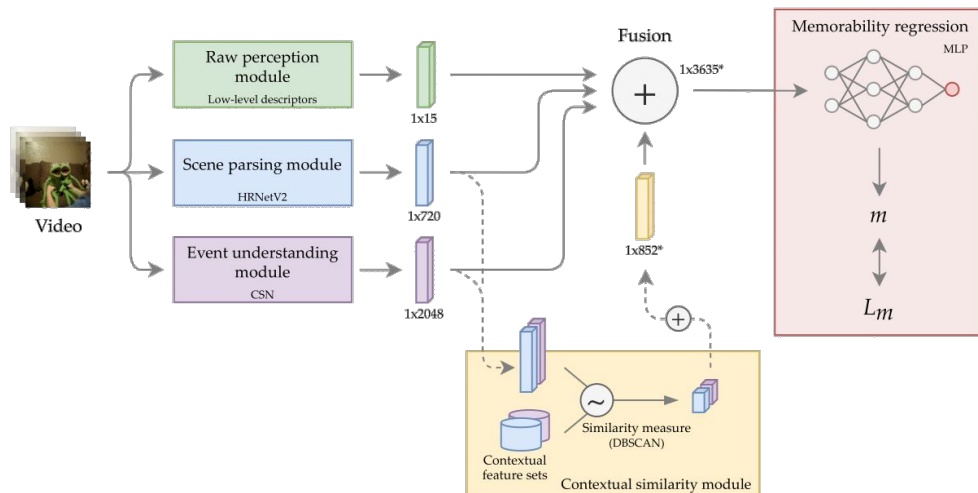 Raw perception
module
Low-level descriptors
1x15
Scene parsing module
HRNetV2
1x720
Event understanding
module
CSN
1x2048
Video
Fusion
+
1x3635*
1x852*
+
~
Similarity measure
(DBSCAN)
Contextual
feature sets
Contextual similarity module
Memorability regression
MLP
m
Lm